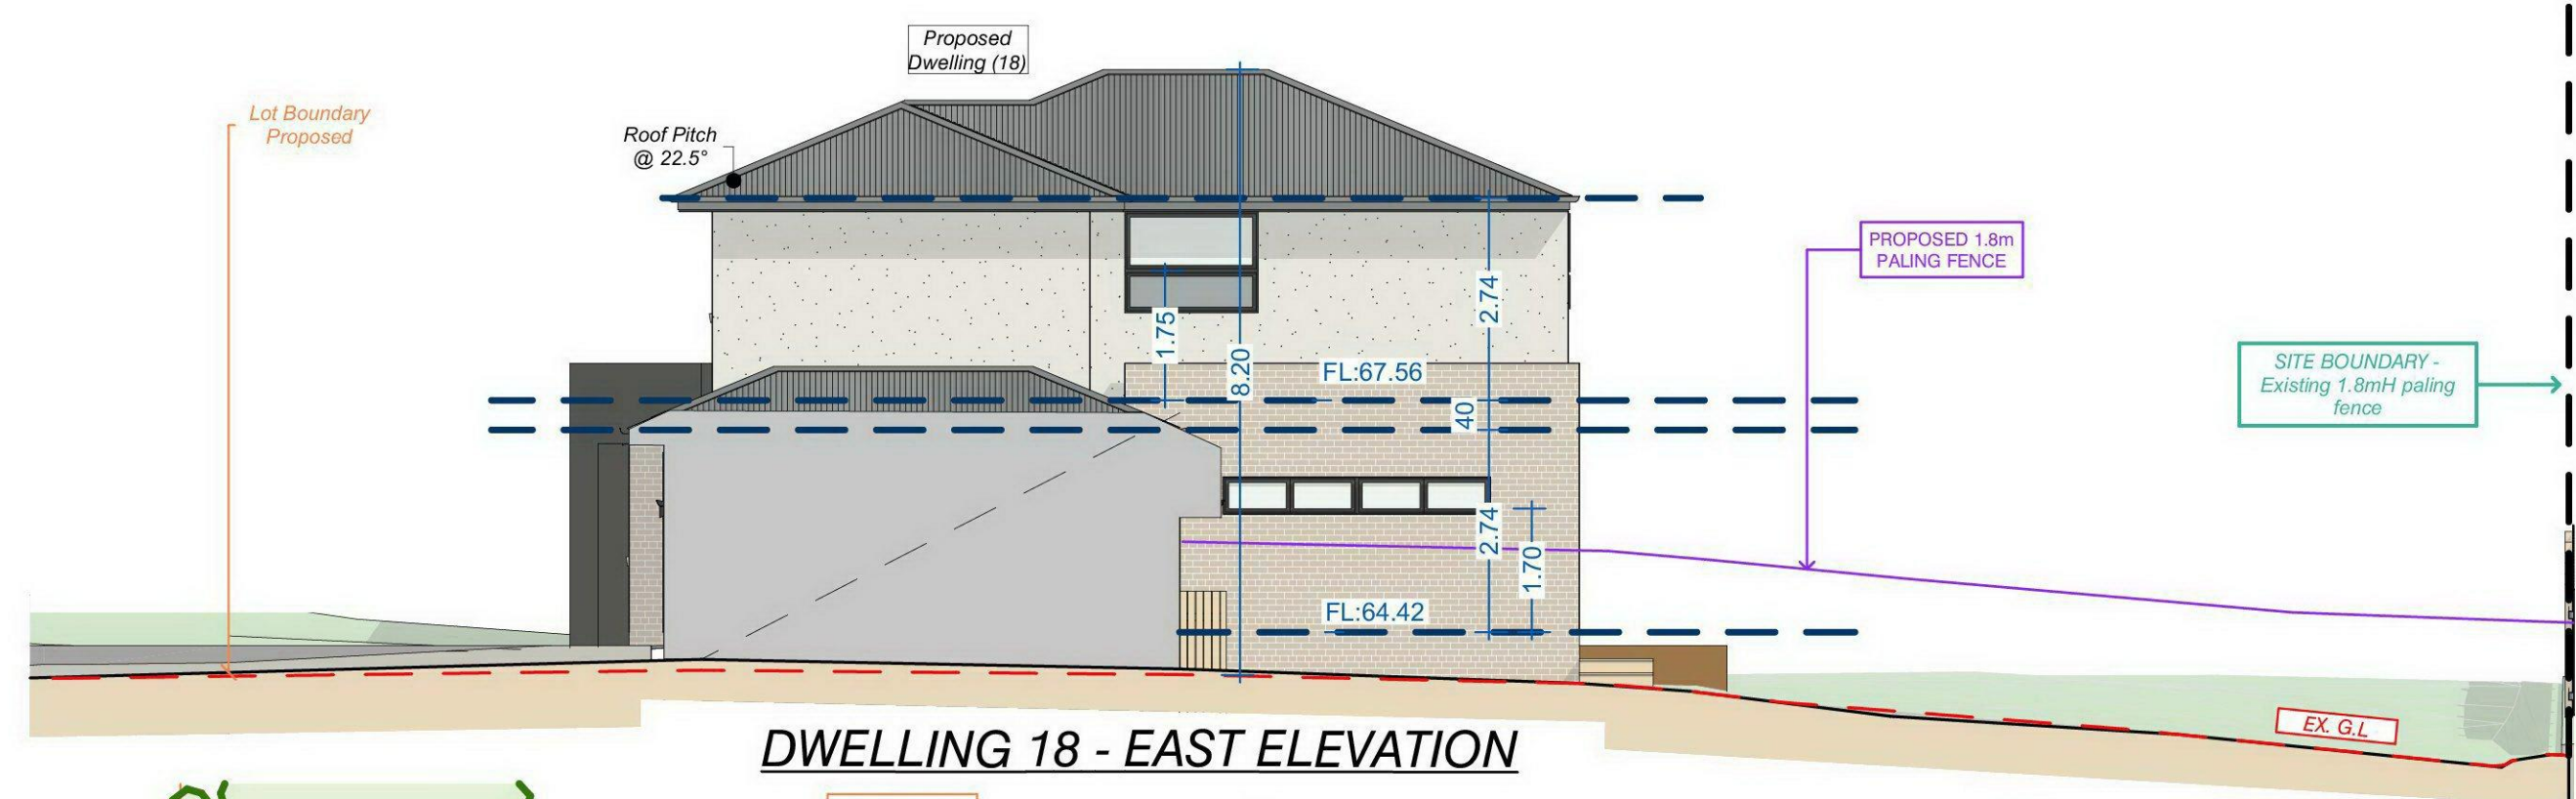 Proposed
Dwelling (18)
Lot Boundary
Proposed
Roof Pitch
@ 22.5°
PROPOSED 1.8m
PALING FENCE
SITE BOUNDARY -
Existing 1.8mH paling
fence
2.74
1.75
8.20
FL:67.56
40
2.74
1.70
FL:64.42
EX. G.L
DWELLING 18 - EAST ELEVATION